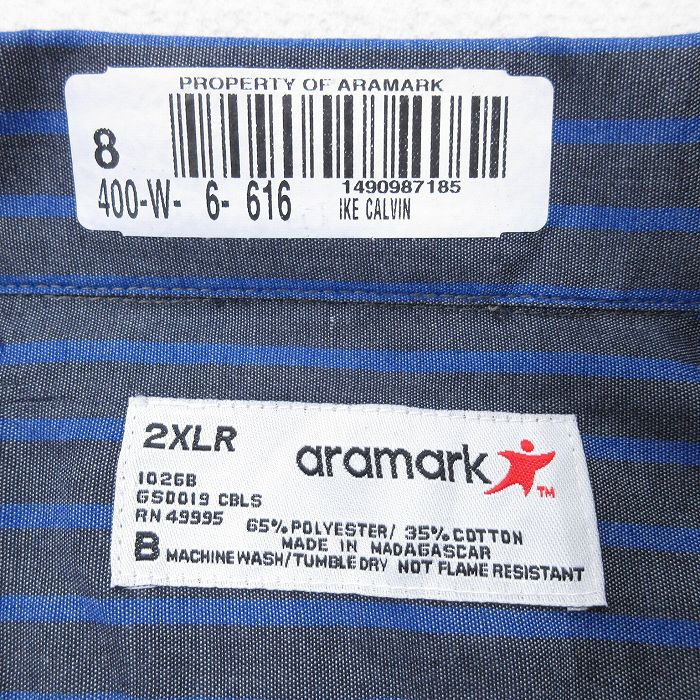 PROPERTY OF ARAMARK
8
1490987185
400-W- 6- 616 IKE CALVIN
2XLR
aramark TM
1026B
GS0019 CBLS
RN 49995
65% POLYESTER/ 35% COTTON
MADE IN MADAGASCAR
B MACHINE WASH/TUMBLE DRY NOT FLAME RESISTANT